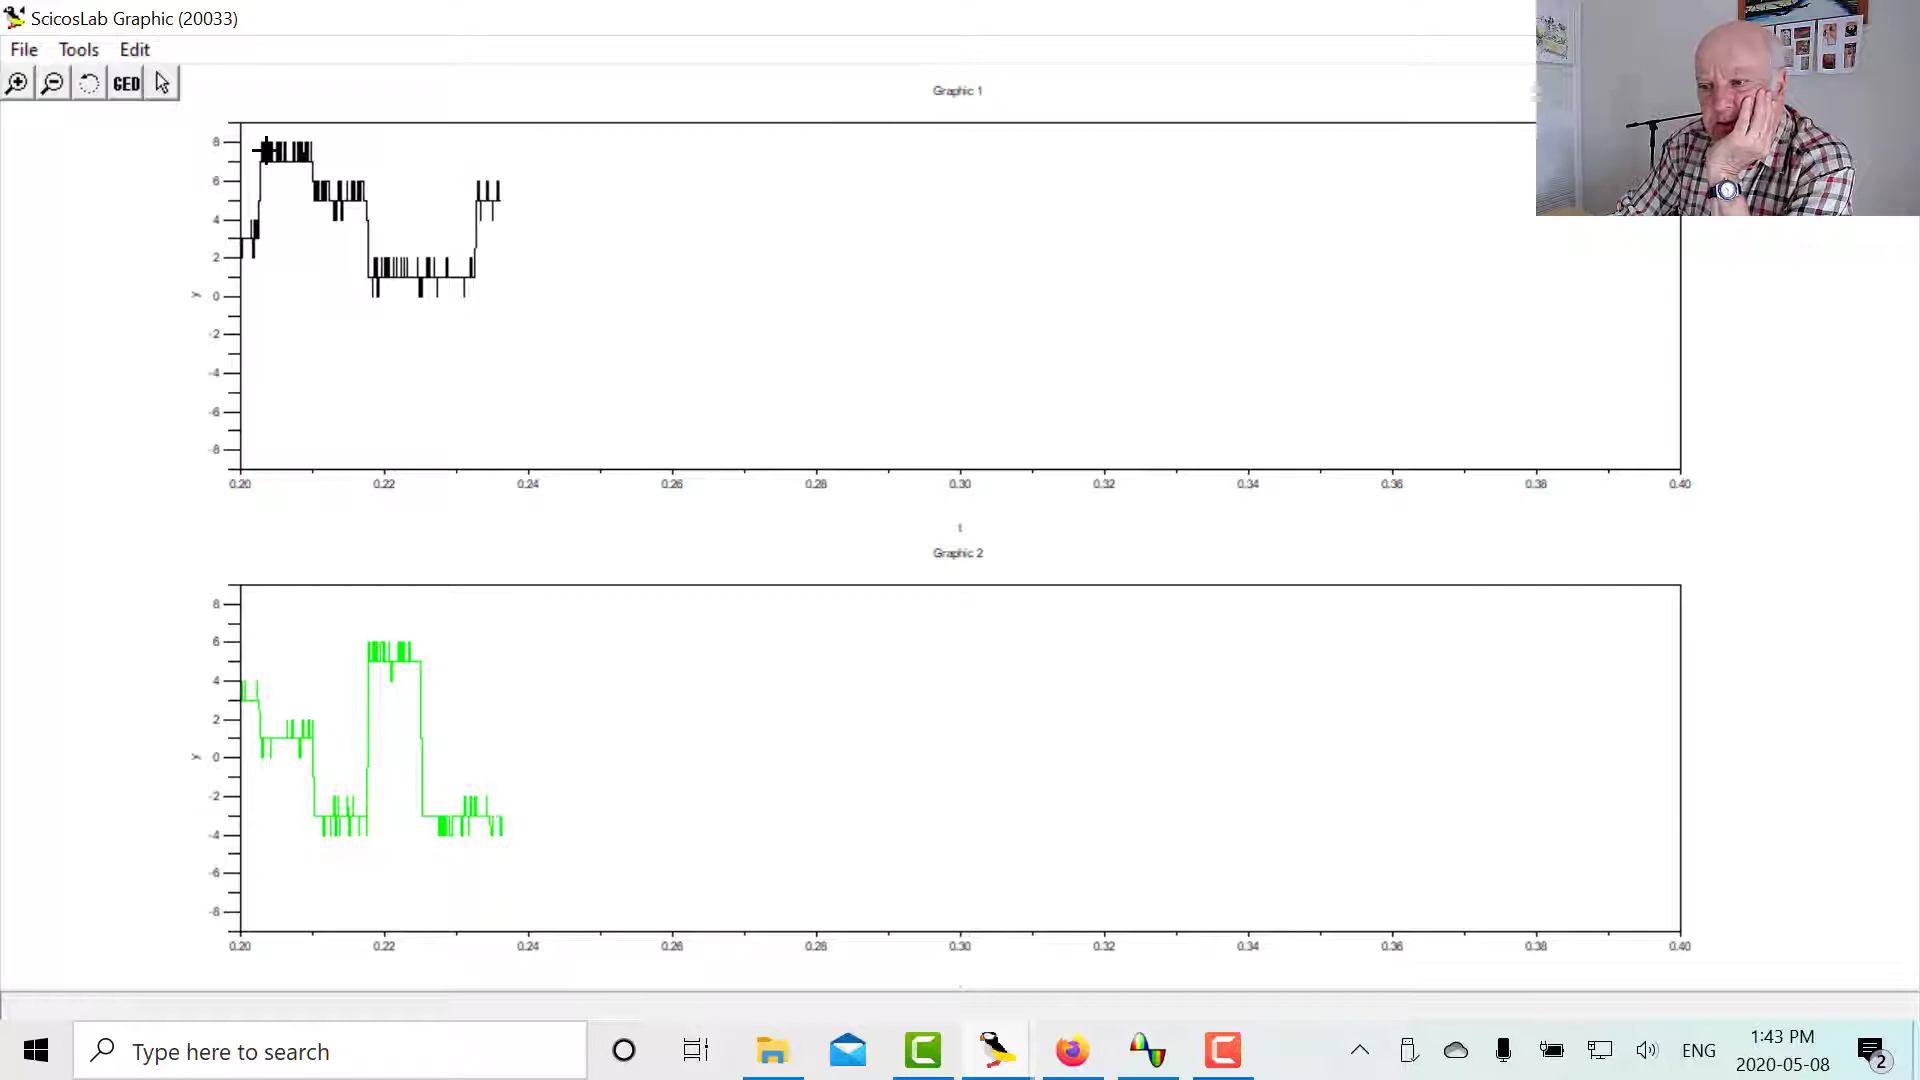 ScicosLab Graphic (20033)
File Tools Edit
GED
Graphic 1
8
6
4
2
y 0
-2
-4
-6
-8
0.20 0.22 0.24 0.26 0.28 0.30 0.32 0.34 0.36 0.38 0.40
t
Graphic 2
8
6
4
2
y 0
-2
-4
-6
-8
0.20 0.22 0.24 0.26 0.28 0.30 0.32 0.34 0.36 0.38 0.40
Type here to search
ENG
1:43 PM
2020-05-08
2